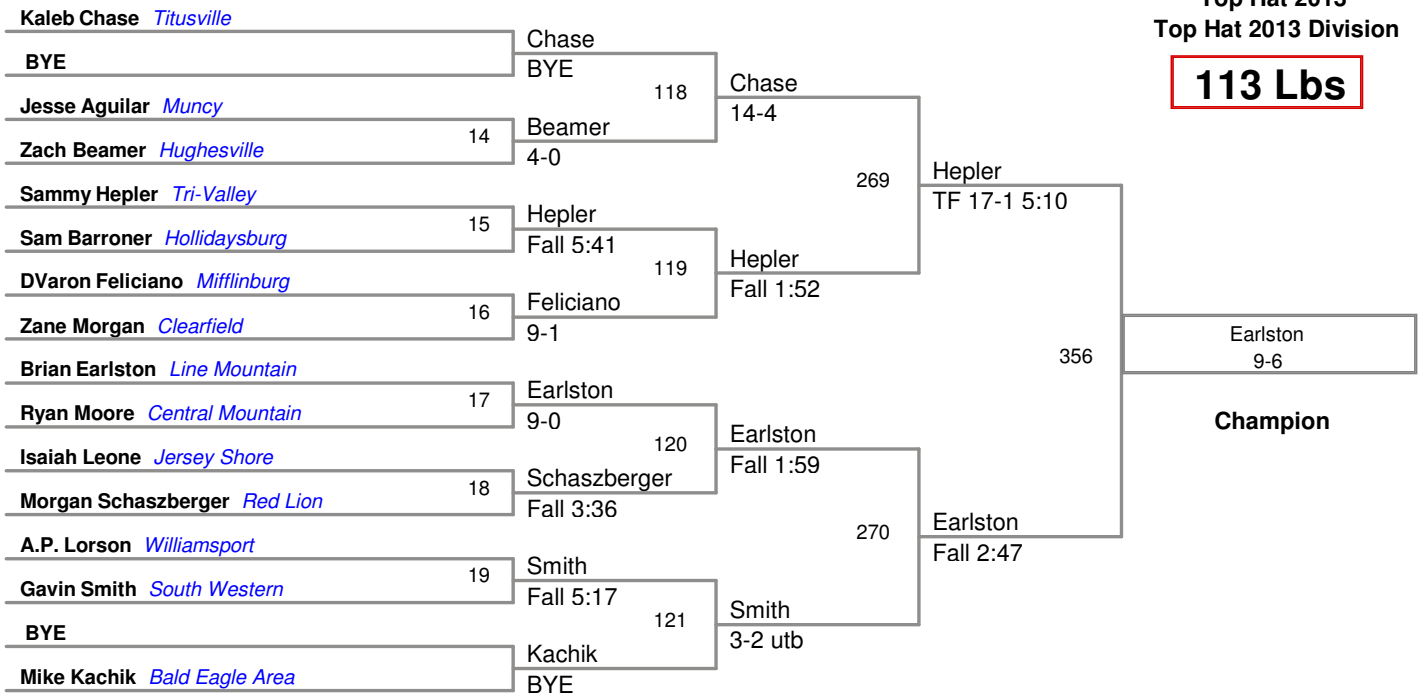 Top Hat 2013
Top Hat 2013 Division
113 Lbs
Kaleb Chase Titusville
BYE
Jesse Aguilar Muncy
Zach Beamer Hughesville
Sammy Hepler Tri-Valley
Sam Barroner Hollidaysburg
DVaron Feliciano Mifflinburg
Zane Morgan Clearfield
Brian Earlston Line Mountain
Ryan Moore Central Mountain
Isaiah Leone Jersey Shore
Morgan Schaszberger Red Lion
A.P. Lorson Williamsport
Gavin Smith South Western
BYE
Mike Kachik Bald Eagle Area
14
15
16
17
18
19
Chase
BYE
Beamer
4-0
Hepler
Fall 5:41
Feliciano
9-1
Earlston
9-0
Schaszberger
Fall 3:36
Smith
Fall 5:17
Kachik
BYE
118
119
120
121
Chase
14-4
Hepler
Fall 1:52
Earlston
Fall 1:59
Smith
3-2 utb
269
270
Hepler
TF 17-1 5:10
Earlston
Fall 2:47
356
Earlston
9-6
Champion